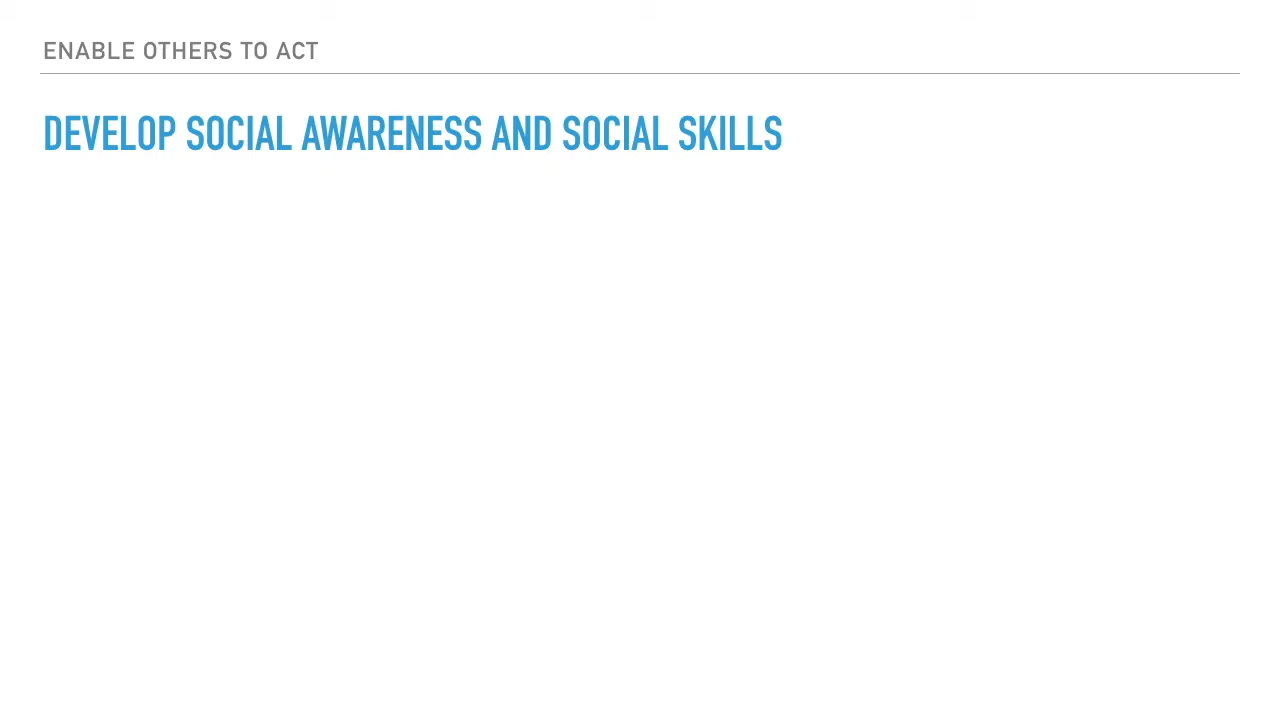 ENABLE OTHERS TO ACT
DEVELOP SOCIAL AWARENESS AND SOCIAL SKILLS